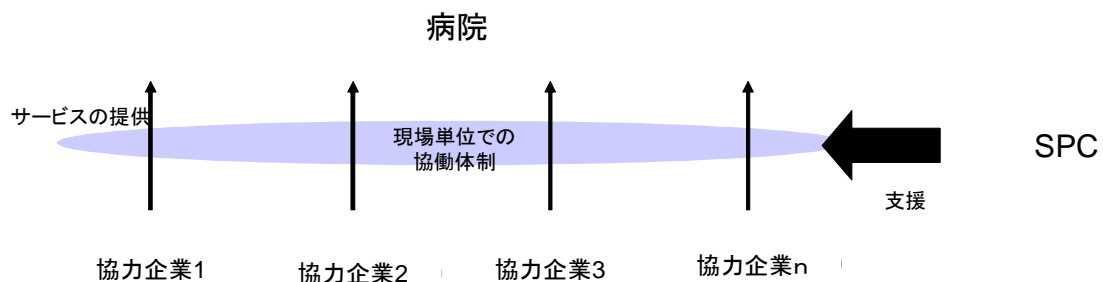 病院
サービスの提供
現場単位での
協働体制
SPC
支援
協力企業1
協力企業2
協力企業3
協力企業n